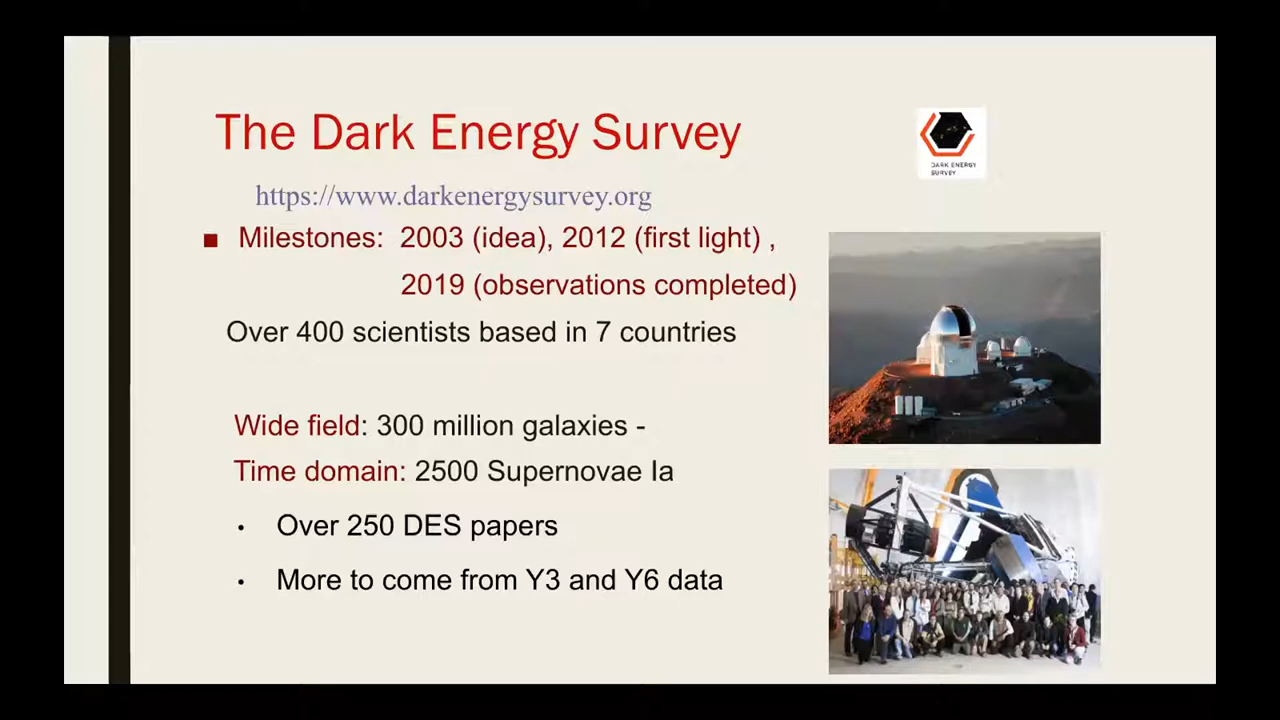 The Dark Energy Survey
DARK ENERGY
SURVEY
https://www.darkenergysurvey.org
■ Milestones: 2003 (idea), 2012 (first light) ,
2019 (observations completed)
Over 400 scientists based in 7 countries
Wide field: 300 million galaxies -
Time domain: 2500 Supernovae Ia
• Over 250 DES papers
• More to come from Y3 and Y6 data